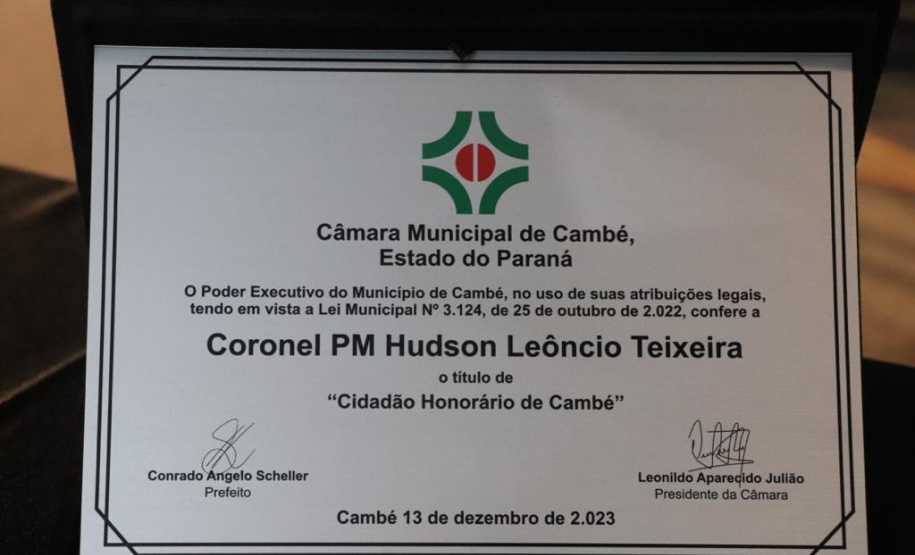 Câmara Municipal de Cambé,
Estado do Paraná
O Poder Executivo do Município de Cambé, no uso de suas atribuições legais,
tendo em vista a Lei Municipal Nº 3.124, de 25 de outubro de 2.022, confere a
Coronel PM Hudson Leôncio Teixeira
o título de
“Cidadão Honorário de Cambé”
Conrado Angelo Scheller
Prefeito
Leonildo Aparecido Julião
Presidente da Câmara
Cambé 13 de dezembro de 2.023